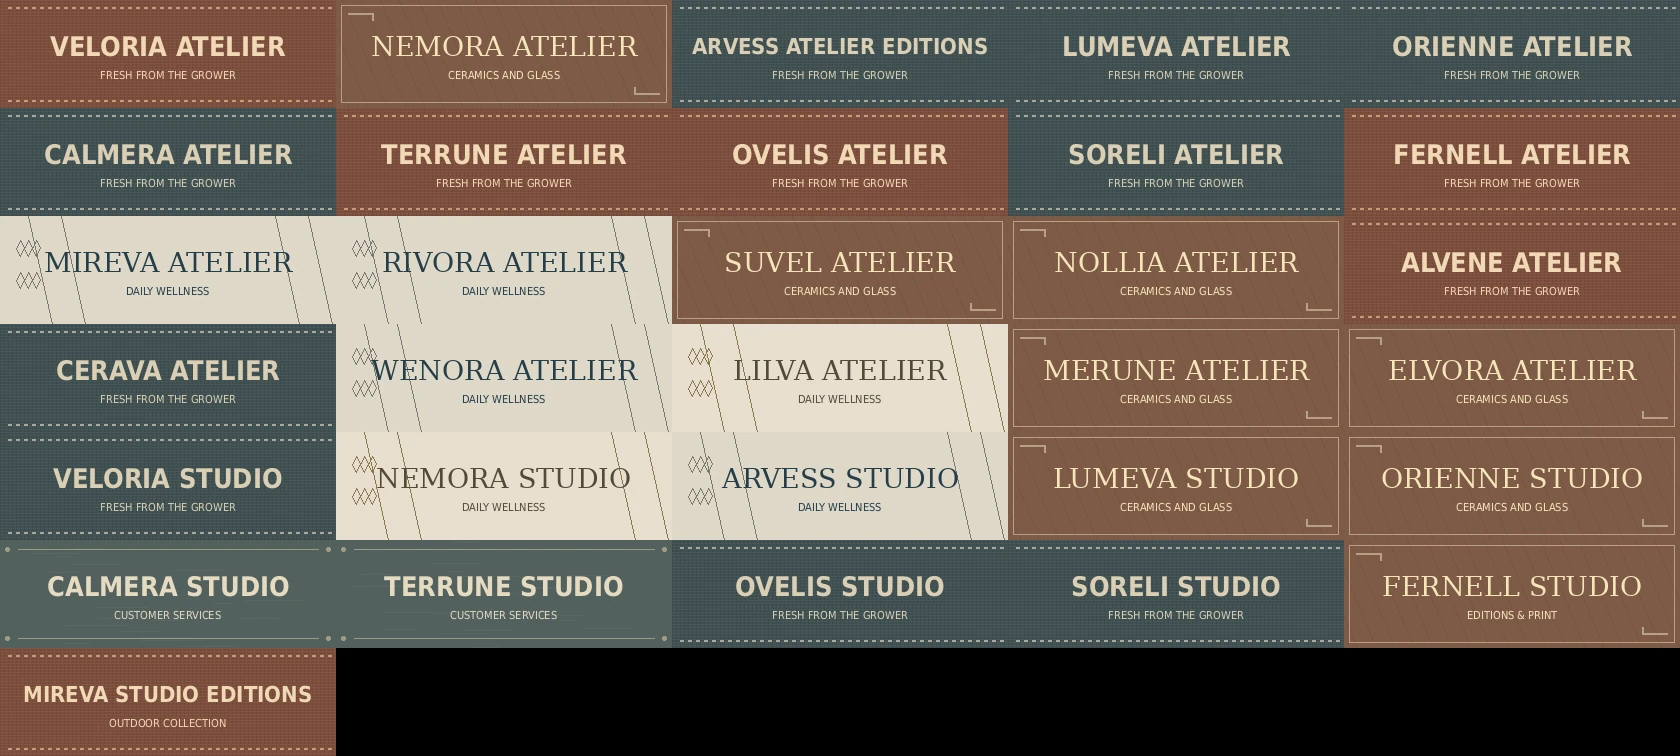 VELORIA ATELIER
FRESH FROM THE GROWER
NEMORA ATELIER
CERAMICS AND GLASS
ARVESS ATELIER EDITIONS
FRESH FROM THE GROWER
LUMEVA ATELIER
FRESH FROM THE GROWER
ORIENNE ATELIER
FRESH FROM THE GROWER
CALMERA ATELIER
FRESH FROM THE GROWER
TERRUNE ATELIER
FRESH FROM THE GROWER
OVELIS ATELIER
FRESH FROM THE GROWER
SORELI ATELIER
FRESH FROM THE GROWER
FERNELL ATELIER
FRESH FROM THE GROWER
MIREVA ATELIER
DAILY WELLNESS
RIVORA ATELIER
DAILY WELLNESS
SUVEL ATELIER
CERAMICS AND GLASS
NOLLIA ATELIER
CERAMICS AND GLASS
ALVENE ATELIER
FRESH FROM THE GROWER
CERAVA ATELIER
FRESH FROM THE GROWER
WENORA ATELIER
DAILY WELLNESS
LILVA ATELIER
DAILY WELLNESS
MERUNE ATELIER
CERAMICS AND GLASS
ELVORA ATELIER
CERAMICS AND GLASS
VELORIA STUDIO
FRESH FROM THE GROWER
NEMORA STUDIO
DAILY WELLNESS
ARVESS STUDIO
DAILY WELLNESS
LUMEVA STUDIO
CERAMICS AND GLASS
ORIENNE STUDIO
CERAMICS AND GLASS
CALMERA STUDIO
CUSTOMER SERVICES
TERRUNE STUDIO
CUSTOMER SERVICES
OVELIS STUDIO
FRESH FROM THE GROWER
SORELI STUDIO
FRESH FROM THE GROWER
FERNELL STUDIO
EDITIONS & PRINT
MIREVA STUDIO EDITIONS
OUTDOOR COLLECTION